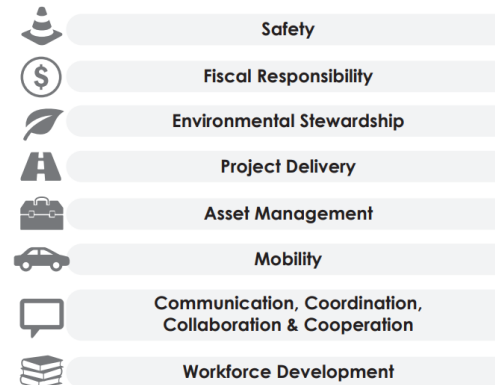 Safety
$
Fiscal Responsibility
Environmental Stewardship
Project Delivery
Asset Management
Mobility
Communication, Coordination,
Collaboration & Cooperation
Workforce Development